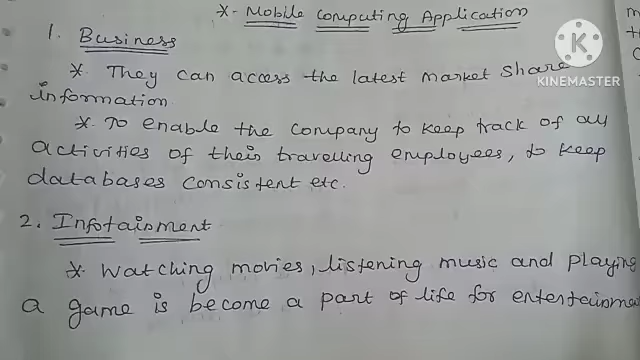 * Mobile Computing Application
1. Business
* They can access the latest market share
information
* To enable the company to keep track of all
activities of their travelling employees, to keep
databases consistent etc.
2. Infotainment
* Watching movies, listening music and playing
a game is become a part of life for entertainmen
K
KINEMASTER